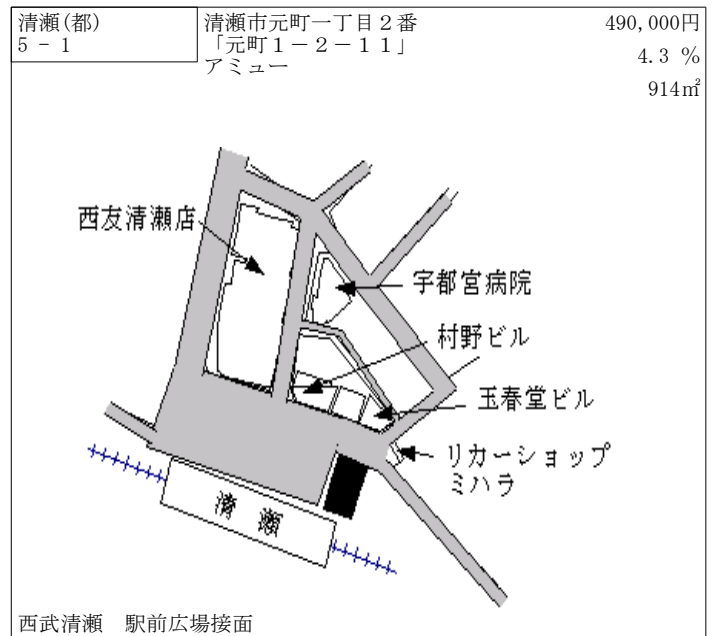 清瀬(都)
5 - 1
清瀬市元町一丁目２番
「元町１－２－１１」
アミュー
490,000円
4.3 %
914㎡
西友清瀬店
宇都宮病院
村野ビル
玉春堂ビル
リカーショップ
ミハラ
清瀬
西武清瀬　駅前広場接面